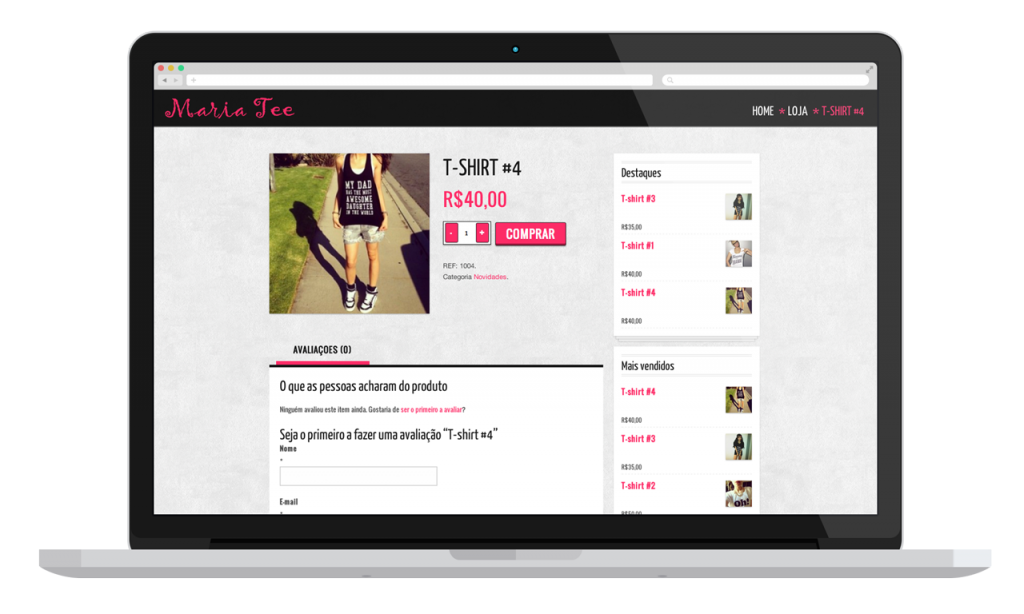 Maria Tee
HOME * LOJA * T-SHIRT #4
MY DAD
HAS THE MOST
AWESOME
DAUGHTER
IN THE WORLD
T-SHIRT #4
R$40,00
- 1 +
COMPRAR
REF: 1004.
Categoria Novidades.
AVALIAÇOES (0)
O que as pessoas acharam do produto
Ninguém avaliou este item ainda. Gostaria de ser o primeiro a avaliar?
Seja o primeiro a fazer uma avaliação “T-shirt #4”
Nome
*
E-mail
Destaques
T-shirt #3
R$35,00
T-shirt #1
R$40,00
T-shirt #4
R$40,00
Mais vendidos
T-shirt #4
R$40,00
T-shirt #3
R$35,00
T-shirt #2
oh!